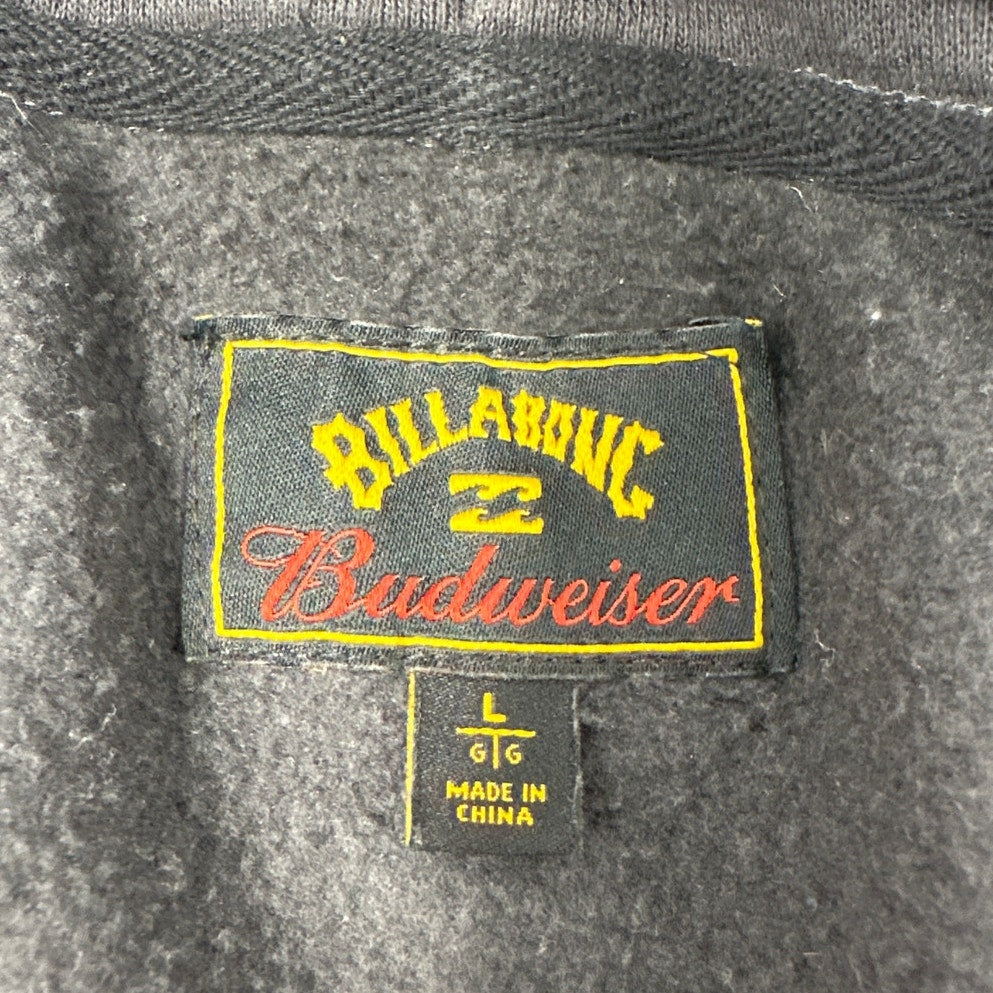 BILLABONG
Budweiser
L
G G
MADE IN
CHINA